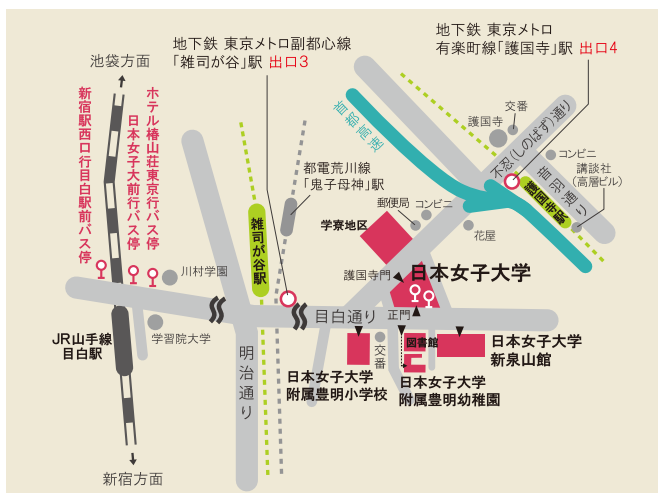 地下鉄 東京メトロ副都心線
「雑司が谷」駅 出口3
地下鉄 東京メトロ
有楽町線「護国寺」駅 出口4
池袋方面
新宿駅西口行目白駅前バス停
日本女子大前行バス停
ホテル椿山荘東京行バス停
首都高速
護国寺
交番
不忍(しのばず)通り
コンビニ
講談社
(高層ビル)
音羽通り
護国寺駅
都電荒川線
「鬼子母神」駅
雑司が谷駅
学寮地区
郵便局
コンビニ
花屋
川村学園
護国寺門
日本女子大学
目白通り
正門
学習院大学
JR山手線
目白駅
明治通り
交番
図書館
日本女子大学
新泉山館
日本女子大学
附属豊明小学校
日本女子大学
附属豊明幼稚園
新宿方面